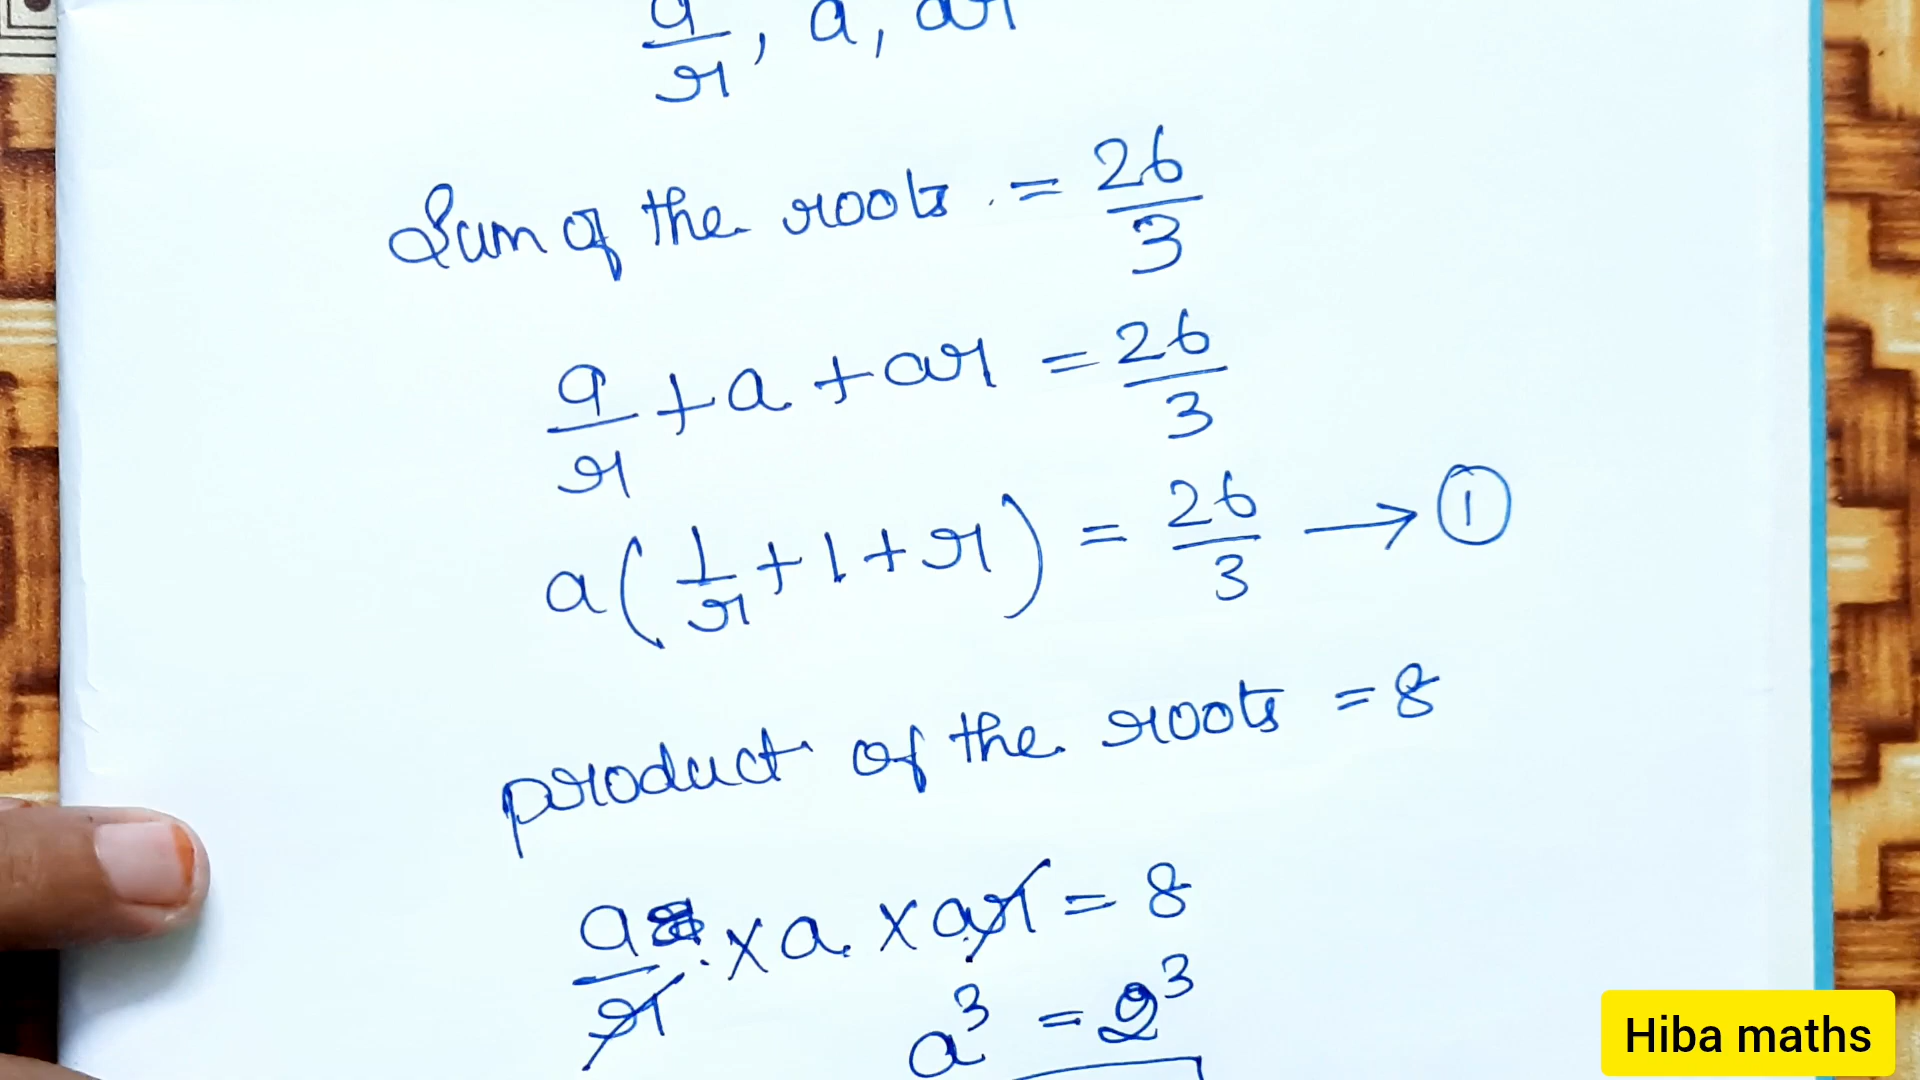 a/r, a, ar
Sum of the roots = 26/3
a/r + a + ar = 26/3
a(1/r + 1 + r) = 26/3 → ①
product of the roots = 8
a/r × a × ar = 8
a³ = 2³
Hiba maths